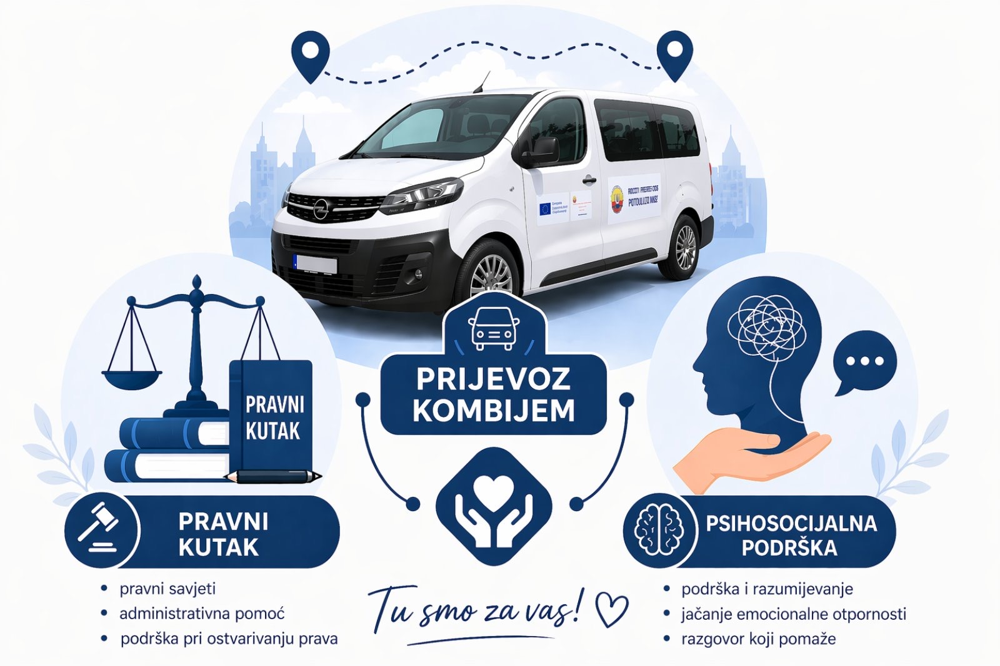 PRIJEVOZ
KOMBIJEM
PRAVNI
KUTAK
PRAVNI
KUTAK
• pravni savjeti
• administrativna pomoć
• podrška pri ostvarivanju prava
Tu smo za vas!
PSIHOSOCIJALNA
PODRŠKA
• podrška i razumijevanje
• jačanje emocionalne otpornosti
• razgovor koji pomaže